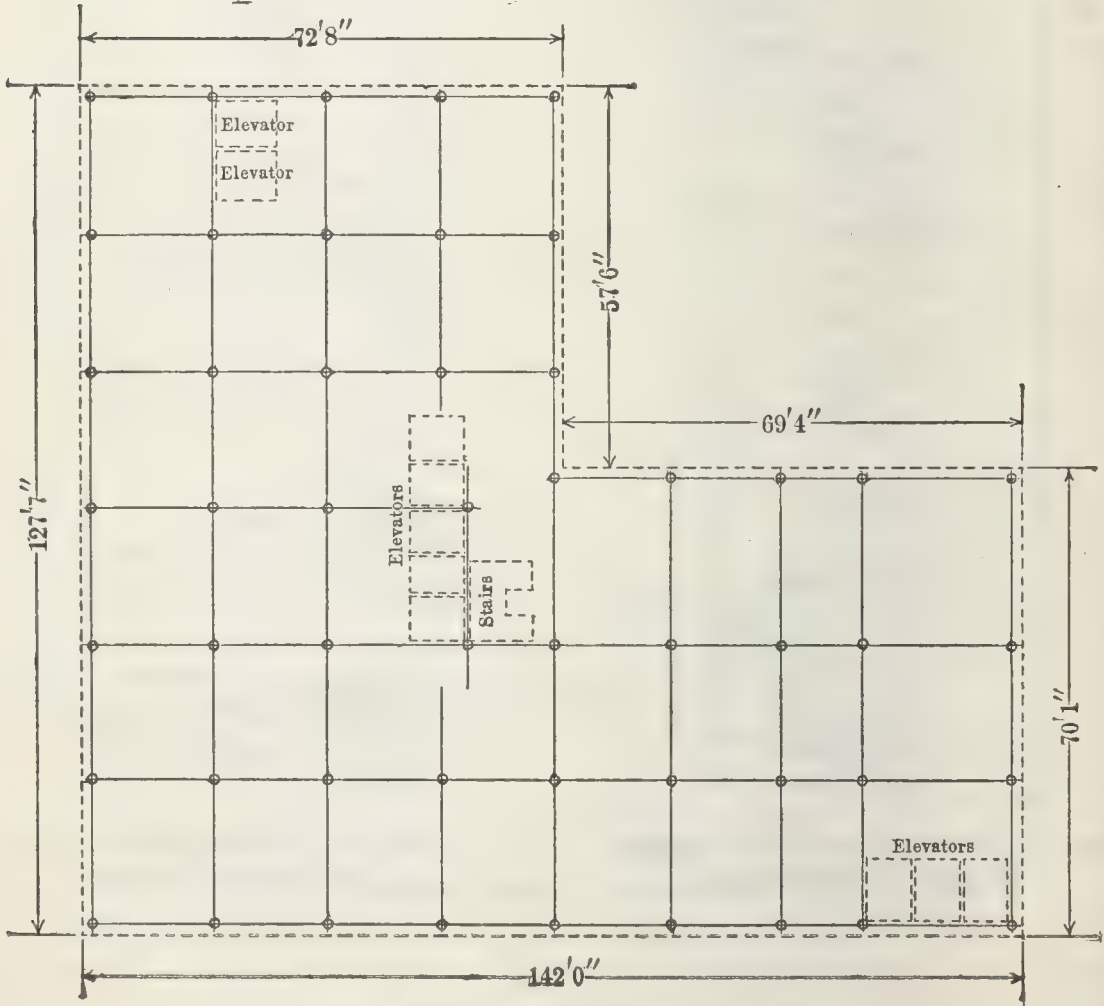 72'8"
Elevator
Elevator
57'6"
69'4"
127'7"
Elevators
Stairs
70'1"
Elevators
142'0"